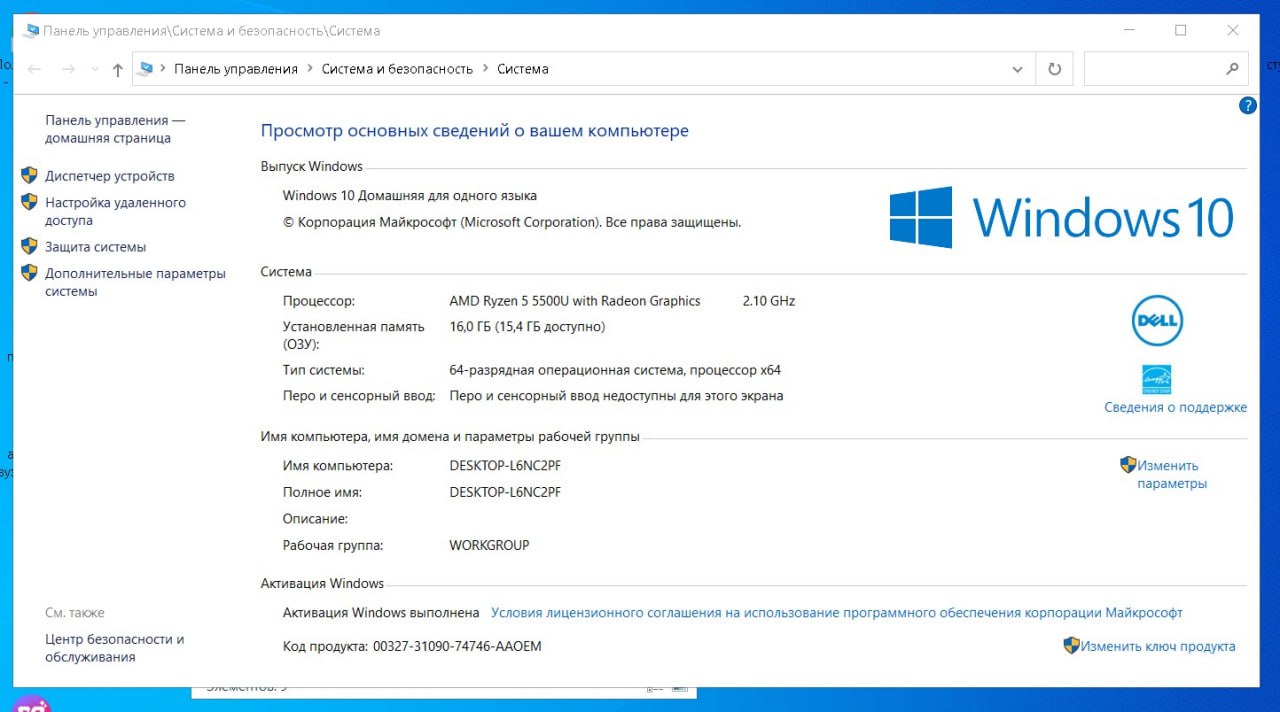 Панель управления\Система и безопасность\Система
Панель управления
Система и безопасность
Система
?
Панель управления —
домашняя страница
Диспетчер устройств
Настройка удаленного
доступа
Защита системы
Дополнительные параметры
системы
Просмотр основных сведений о вашем компьютере
Выпуск Windows
Windows 10 Домашняя для одного языка
© Корпорация Майкрософт (Microsoft Corporation). Все права защищены.
Windows 10
Система
Процессор: AMD Ryzen 5 5500U with Radeon Graphics 2.10 GHz
Установленная память
(ОЗУ): 16,0 ГБ (15,4 ГБ доступно)
Тип системы: 64-разрядная операционная система, процессор x64
Перо и сенсорный ввод: Перо и сенсорный ввод недоступны для этого экрана
DELL
Сведения о поддержке
Имя компьютера, имя домена и параметры рабочей группы
Имя компьютера: DESKTOP-L6NC2PF
Полное имя: DESKTOP-L6NC2PF
Описание:
Рабочая группа: WORKGROUP
Изменить
параметры
Активация Windows
Активация Windows выполнена Условия лицензионного соглашения на использование программного обеспечения корпорации Майкрософт
Код продукта: 00327-31090-74746-AAOEM
Изменить ключ продукта
См. также
Центр безопасности и
обслуживания